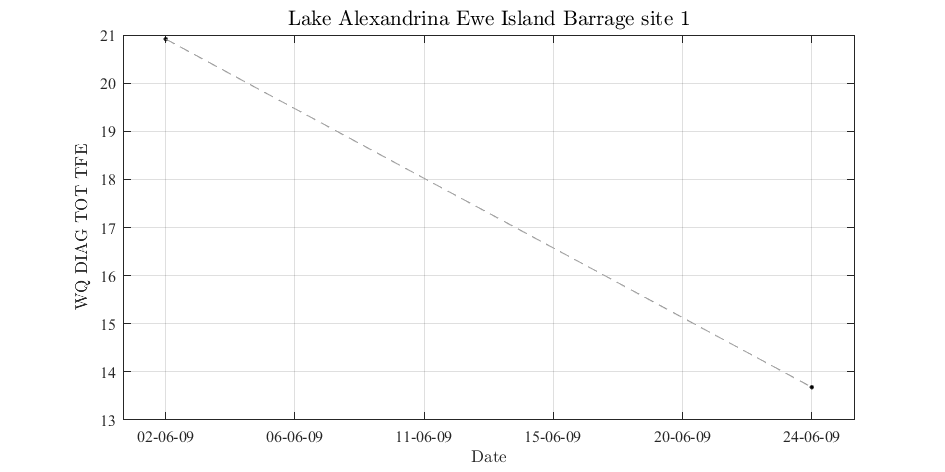 Lake Alexandrina Ewe Island Barrage site 1
21
20
19
18
17
16
15
14
13
WQ DIAG TOT TFE
02-06-09 06-06-09 11-06-09 15-06-09 20-06-09 24-06-09
Date